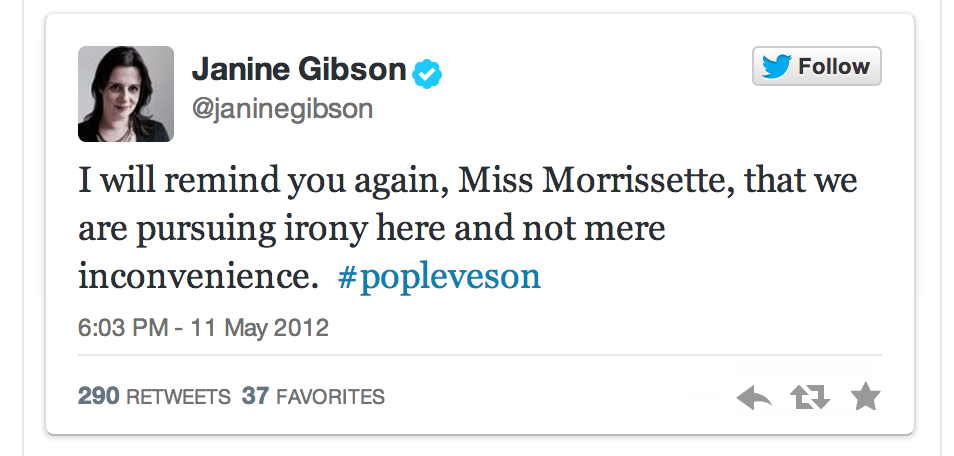 Janine Gibson
Follow
@janinegibson
I will remind you again, Miss Morrissette, that we
are pursuing irony here and not mere
inconvenience. #popleveson
6:03 PM - 11 May 2012
290 RETWEETS 37 FAVORITES